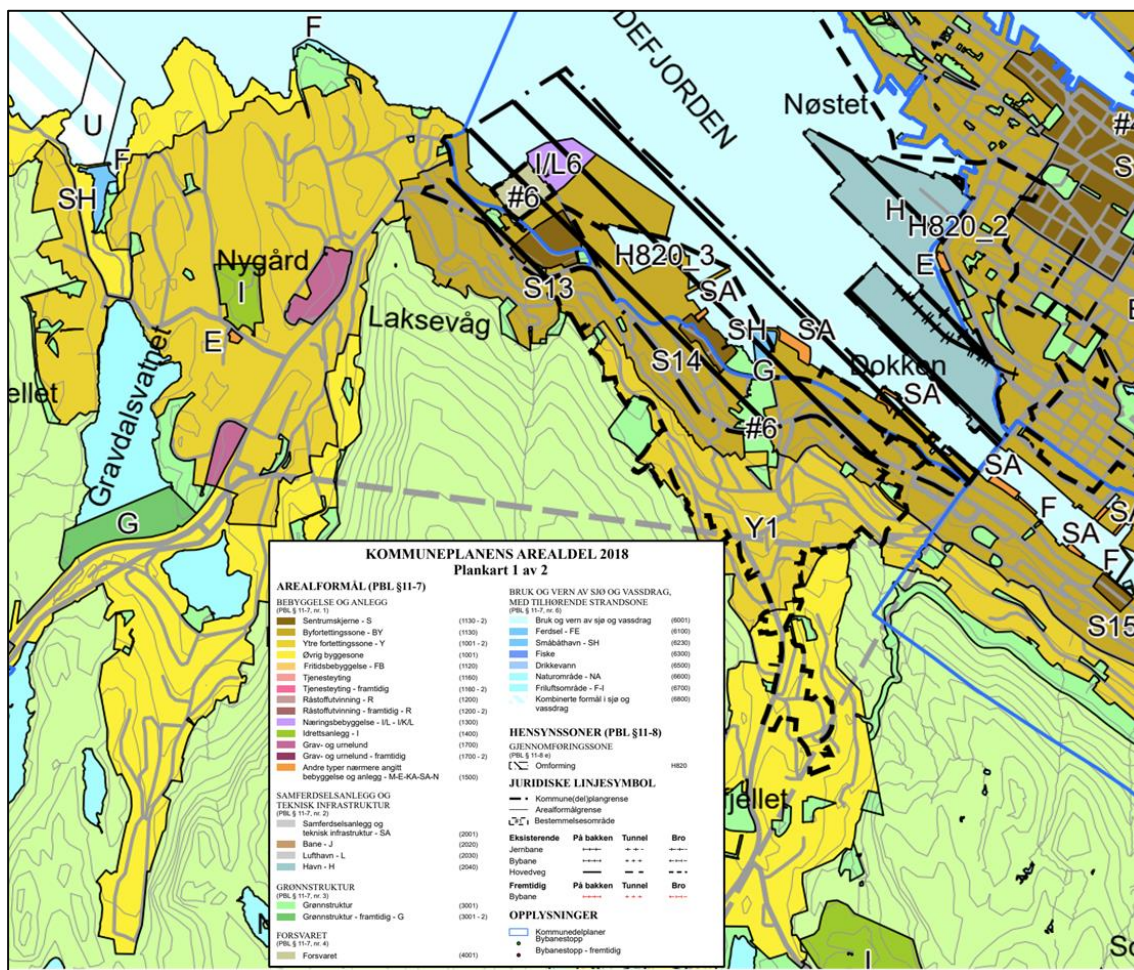 F
DEFJORDEN
Nøstet
#4
U
F
I/L6
SH
#6
H
H820_2
Nygård
H820_3
E
I
SA
S13
Laksevåg
SH
SA
E
S14
Dokken
G
ellet
SA
Gravdalsvatnet
#6
SA
G
F
SA
SA
Y1
F
S15
jellet
I
KOMMUNEPLANENS AREALDEL 2018
Plankart 1 av 2
AREALFORMÅL (PBL §11-7)
BEBYGGELSE OG ANLEGG
(PBL §11-7, nr. 1)
Sentrumskjerne - S (1130 - 2)
Byfortettingssone - BY (1130)
Ytre fortettingssone - Y (1001 - 2)
Øvrig byggesone (1001)
Fritidsbebyggelse - FB (1120)
Tjenesteyting (1160)
Tjenesteyting - framtidig (1160 - 2)
Råstoffutvinning - R (1200)
Råstoffutvinning - framtidig - R (1200 - 2)
Næringsbebyggelse - I/L - I/K/L (1300)
Idrettsanlegg - I (1400)
Grav- og urnelund (1700)
Grav- og urnelund - framtidig (1700 - 2)
Andre typer nærmere angitt
bebyggelse og anlegg - M-E-KA-SA-N (1500)
SAMFERDSELSANLEGG OG
TEKNISK INFRASTRUKTUR
(PBL § 11-7, nr. 2)
Samferdselsanlegg og
teknisk infrastruktur - SA (2001)
Bane - J (2020)
Lufthavn - L (2030)
Havn - H (2040)
GRØNNSTRUKTUR
(PBL § 11-7, nr. 3)
Grønnstruktur (3001)
Grønnstruktur - framtidig - G (3001 - 2)
FORSVARET
(PBL § 11-7, nr. 4)
Forsvaret (4001)
BRUK OG VERN AV SJØ OG VASSDRAG,
MED TILHØRENDE STRANDSONE
(PBL § 11-7, nr. 6)
Bruk og vern av sjø og vassdrag (6001)
Ferdsel - FE (6100)
Småbåthavn - SH (6230)
Fiske (6300)
Drikkevann (6500)
Naturområde - NA (6600)
Friluftsområde - F-I (6700)
Kombinerte formål i sjø og
vassdrag (6800)
HENSYNSSONER (PBL §11-8)
GJENNOMFØRINGSSONE
(PBL § 11-8 e)
Omforming H820
JURIDISKE LINJESYMBOL
Kommune(del)plangrense
Arealformålgrense
Bestemmelsesområde
Eksisterende På bakken Tunnel Bro
Jernbane
Bybane
Hovedveg
Fremtidig På bakken Tunnel Bro
Bybane
OPPLYSNINGER
Kommunedelplaner
Bybanestopp
Bybanestopp - framtidig